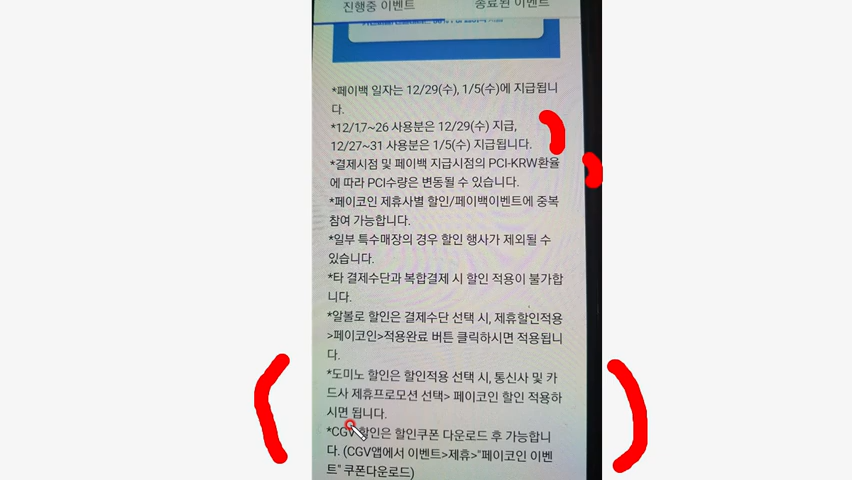 진행중 이벤트
종료된 이벤트
*페이백 일자는 12/29(수), 1/5(수)에 지급됩니
다.
*12/17~26 사용분은 12/29(수) 지급,
12/27~31 사용분은 1/5(수) 지급됩니다.
*결제시점 및 페이백 지급시점의 PCI-KRW환율
에 따라 PCI수량은 변동될 수 있습니다.
*페이코인 제휴사별 할인/페이백이벤트에 중복
참여 가능합니다.
*일부 특수매장의 경우 할인 행사가 제외될 수
있습니다.
*타 결제수단과 복합결제 시 할인 적용이 불가합
니다.
*알볼로 할인은 결제수단 선택 시, 제휴할인적용
>페이코인>적용완료 버튼 클릭하시면 적용됩니
다.
*도미노 할인은 할인적용 선택 시, 통신사 및 카
드사 제휴프로모션 선택> 페이코인 할인 적용하
시면 됩니다.
*CGV 할인은 할인쿠폰 다운로드 후 가능합니
다. (CGV앱에서 이벤트>제휴>"페이코인 이벤
트" 쿠폰다운로드)